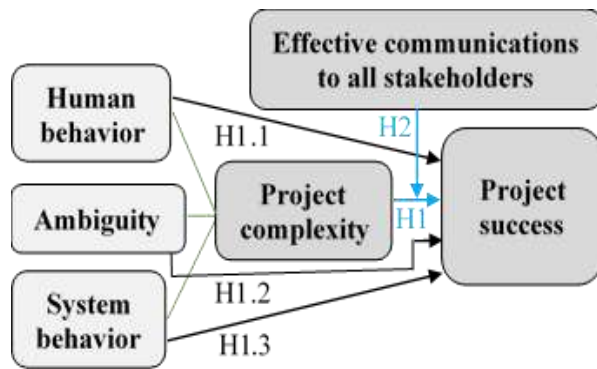 Effective communications
to all stakeholders
Human
behavior
H1.1
H2
Ambiguity
Project
complexity
H1
Project
success
H1.2
System
behavior
H1.3